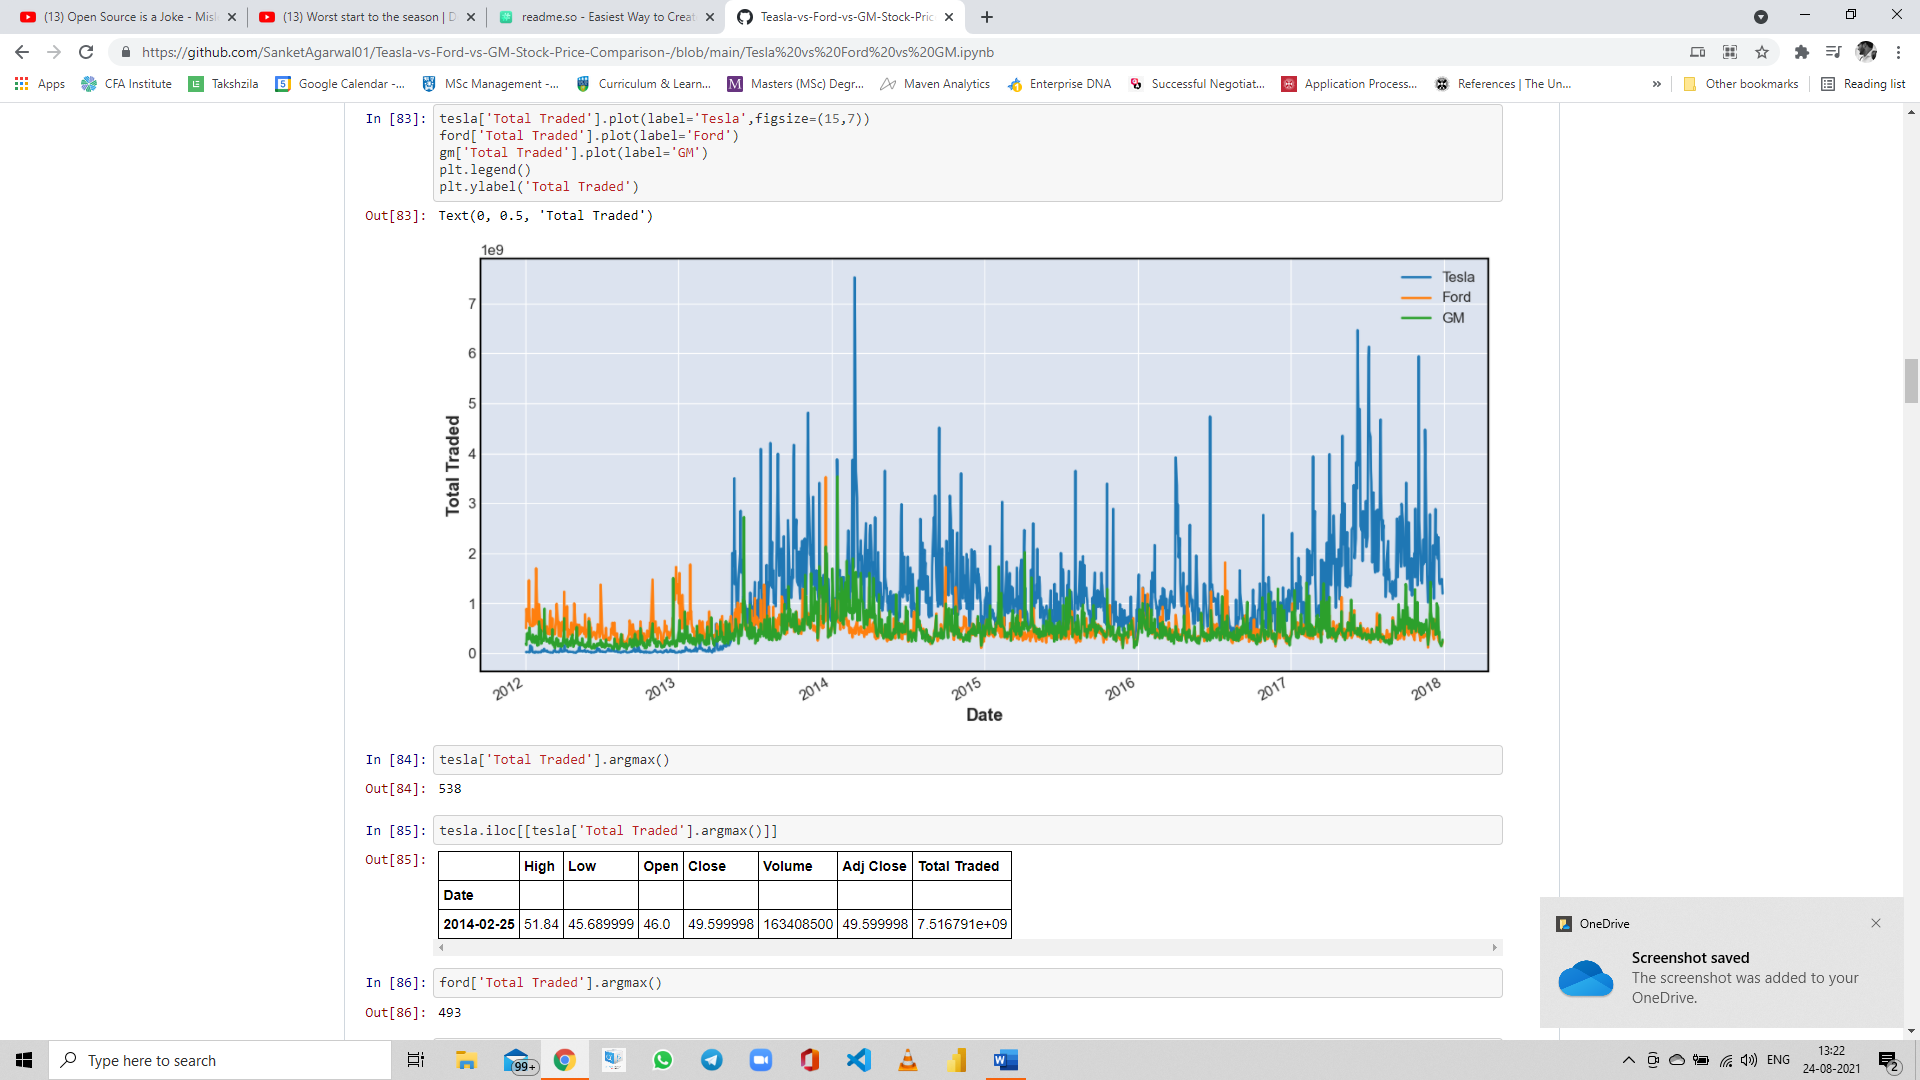 (13) Open Source is a Joke - Misl
(13) Worst start to the season | D
readme.so - Easiest Way to Creat
Teasla-vs-Ford-vs-GM-Stock-Pric
https://github.com/SanketAgarwal01/Teasla-vs-Ford-vs-GM-Stock-Price-Comparison-/blob/main/Tesla%20vs%20Ford%20vs%20GM.ipynb
Apps CFA Institute Takshzila Google Calendar -... MSc Management -... Curriculum & Learn... Masters (MSc) Degr... Maven Analytics Enterprise DNA Successful Negotiat... Application Process... References | The Un... » Other bookmarks Reading list
In [83]: tesla['Total Traded'].plot(label='Tesla',figsize=(15,7))
ford['Total Traded'].plot(label='Ford')
gm['Total Traded'].plot(label='GM')
plt.legend()
plt.ylabel('Total Traded')
Out[83]: Text(0, 0.5, 'Total Traded')
1e9
Tesla
Ford
GM
7
6
5
4
3
2
1
0
Total Traded
2012 2013 2014 2015 2016 2017 2018
Date
In [84]: tesla['Total Traded'].argmax()
Out[84]: 538
In [85]: tesla.iloc[[tesla['Total Traded'].argmax()]]
Out[85]:
High Low Open Close Volume Adj Close Total Traded
Date
2014-02-25 51.84 45.689999 46.0 49.599998 163408500 49.599998 7.516791e+09
In [86]: ford['Total Traded'].argmax()
Out[86]: 493
OneDrive
Screenshot saved
The screenshot was added to your
OneDrive.
Type here to search
99+
ENG
13:22
24-08-2021
2